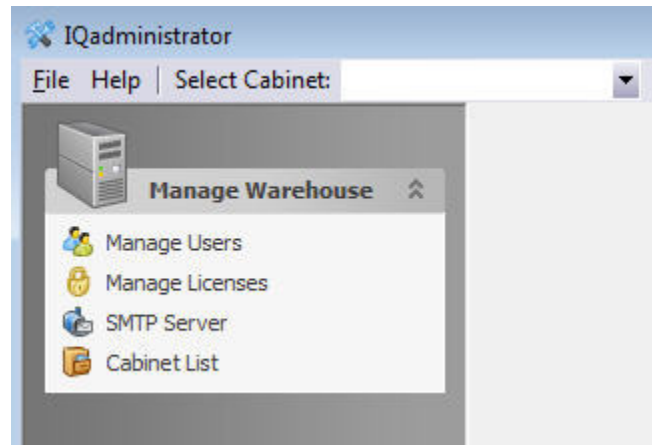 IQadministrator
File Help | Select Cabinet:
Manage Warehouse
Manage Users
Manage Licenses
SMTP Server
Cabinet List